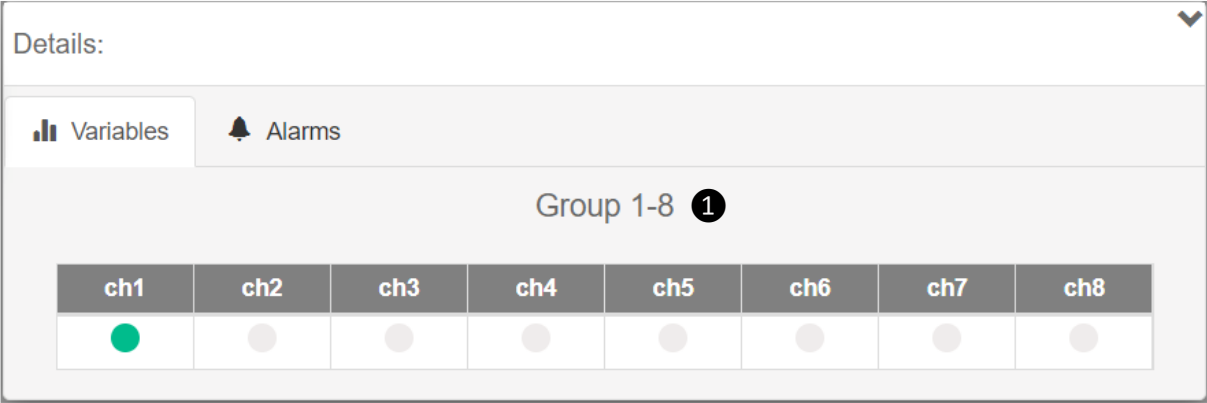 Details:
Variables Alarms
Group 1-8 1
ch1 ch2 ch3 ch4 ch5 ch6 ch7 ch8